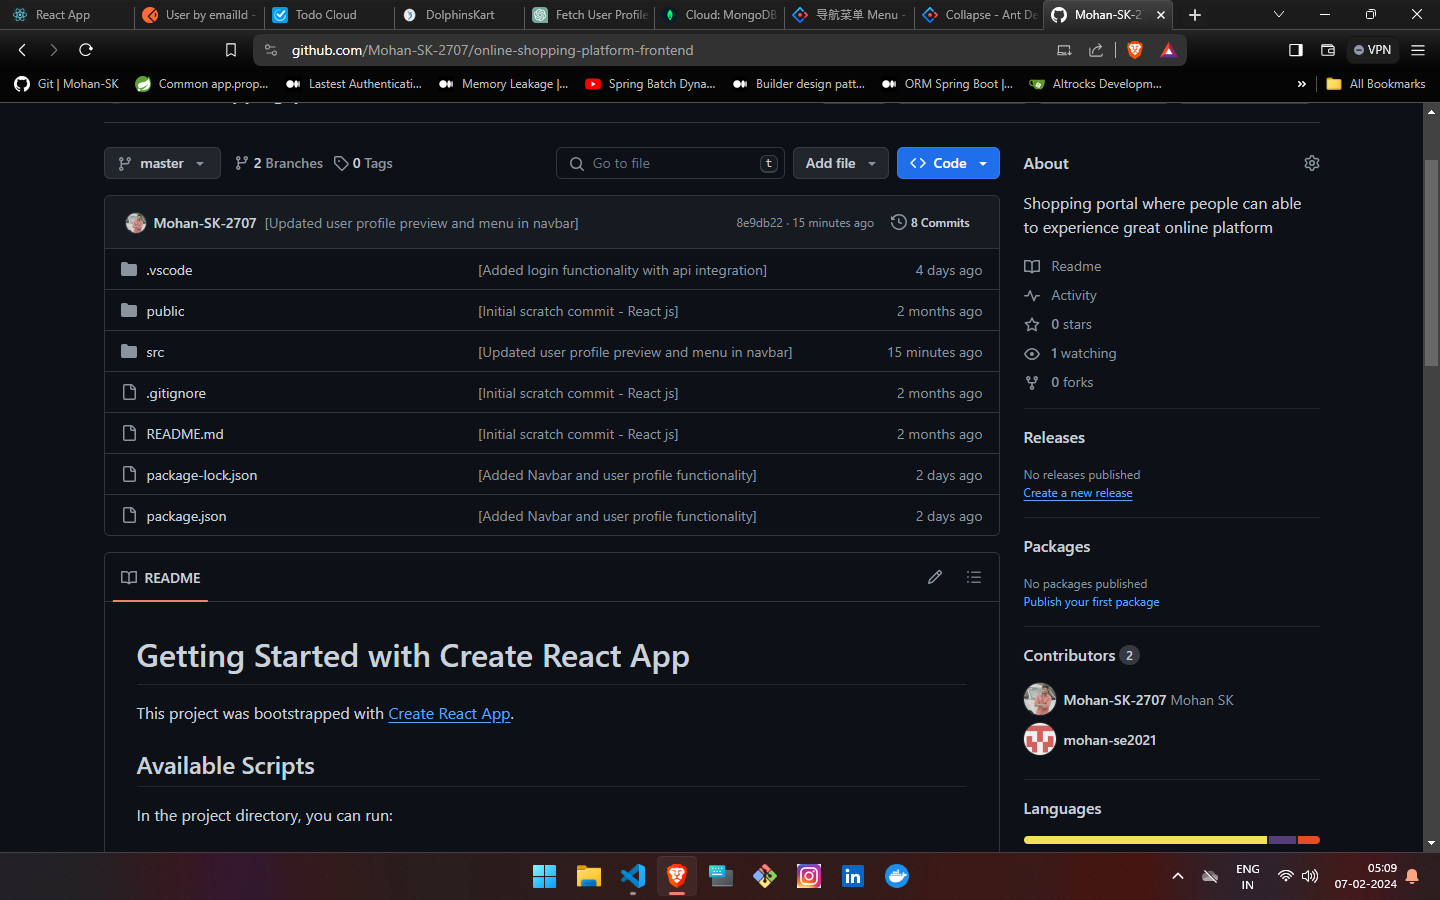 React App
User by emailId -
Todo Cloud
DolphinsKart
Fetch User Profile
Cloud: MongoDB
导航菜单 Menu -
Collapse - Ant De
Mohan-SK-2
github.com/Mohan-SK-2707/online-shopping-platform-frontend
VPN
Git | Mohan-SK
Common app.prop...
Lastest Authenticati...
Memory Leakage |...
Spring Batch Dyna...
Builder design patt...
ORM Spring Boot |...
Altrocks Developm...
»
All Bookmarks
master
2 Branches
0 Tags
Go to file
t
Add file
Code
Mohan-SK-2707
[Updated user profile preview and menu in navbar]
8e9db22 · 15 minutes ago
8 Commits
.vscode
[Added login functionality with api integration]
4 days ago
public
[Initial scratch commit - React js]
2 months ago
src
[Updated user profile preview and menu in navbar]
15 minutes ago
.gitignore
[Initial scratch commit - React js]
2 months ago
README.md
[Initial scratch commit - React js]
2 months ago
package-lock.json
[Added Navbar and user profile functionality]
2 days ago
package.json
[Added Navbar and user profile functionality]
2 days ago
README
Getting Started with Create React App
This project was bootstrapped with Create React App.
Available Scripts
In the project directory, you can run:
About
Shopping portal where people can able
to experience great online platform
Readme
Activity
0 stars
1 watching
0 forks
Releases
No releases published
Create a new release
Packages
No packages published
Publish your first package
Contributors 2
Mohan-SK-2707 Mohan SK
mohan-se2021
Languages
ENG
IN
05:09
07-02-2024